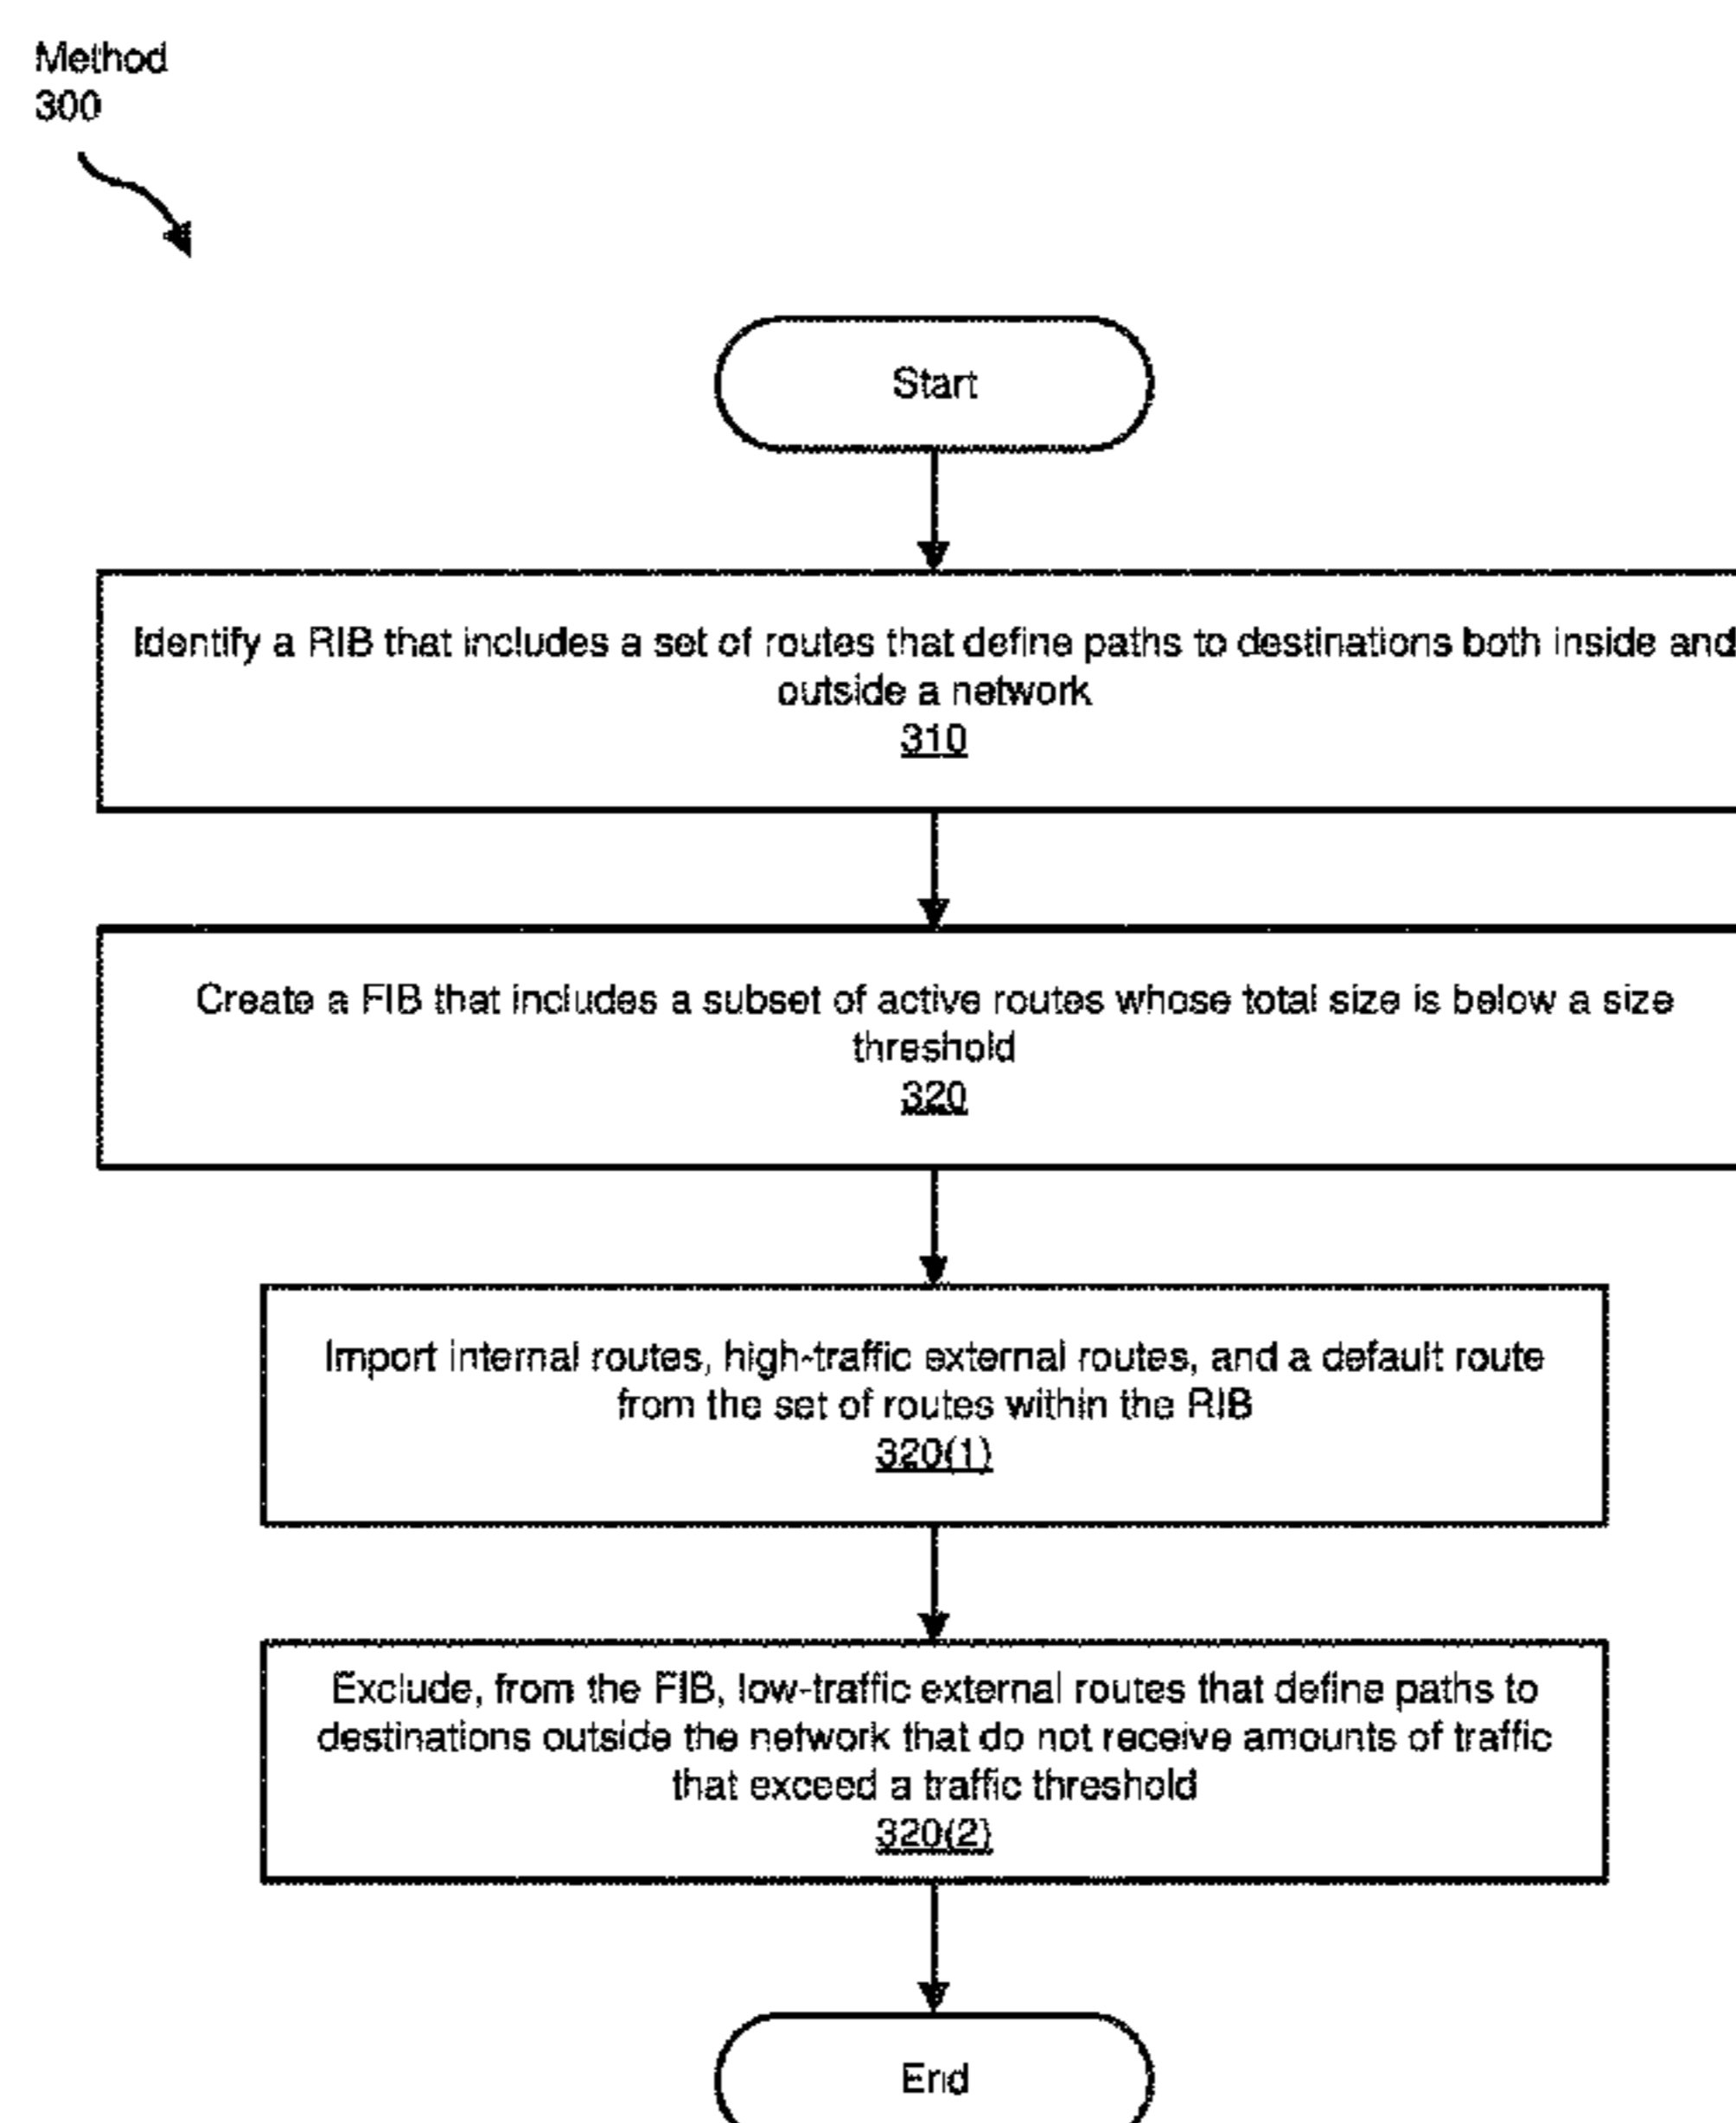 Method
300
Start
Identify a RIB that includes a set of routes that define paths to destinations both inside and
outside a network
310
Create a FIB that includes a subset of active routes whose total size is below a size
threshold
320
Import internal routes, high-traffic external routes, and a default route
from the set of routes within the RIB
320(1)
Exclude, from the FIB, low-traffic external routes that define paths to
destinations outside the network that do not receive amounts of traffic
that exceed a traffic threshold
320(2)
End